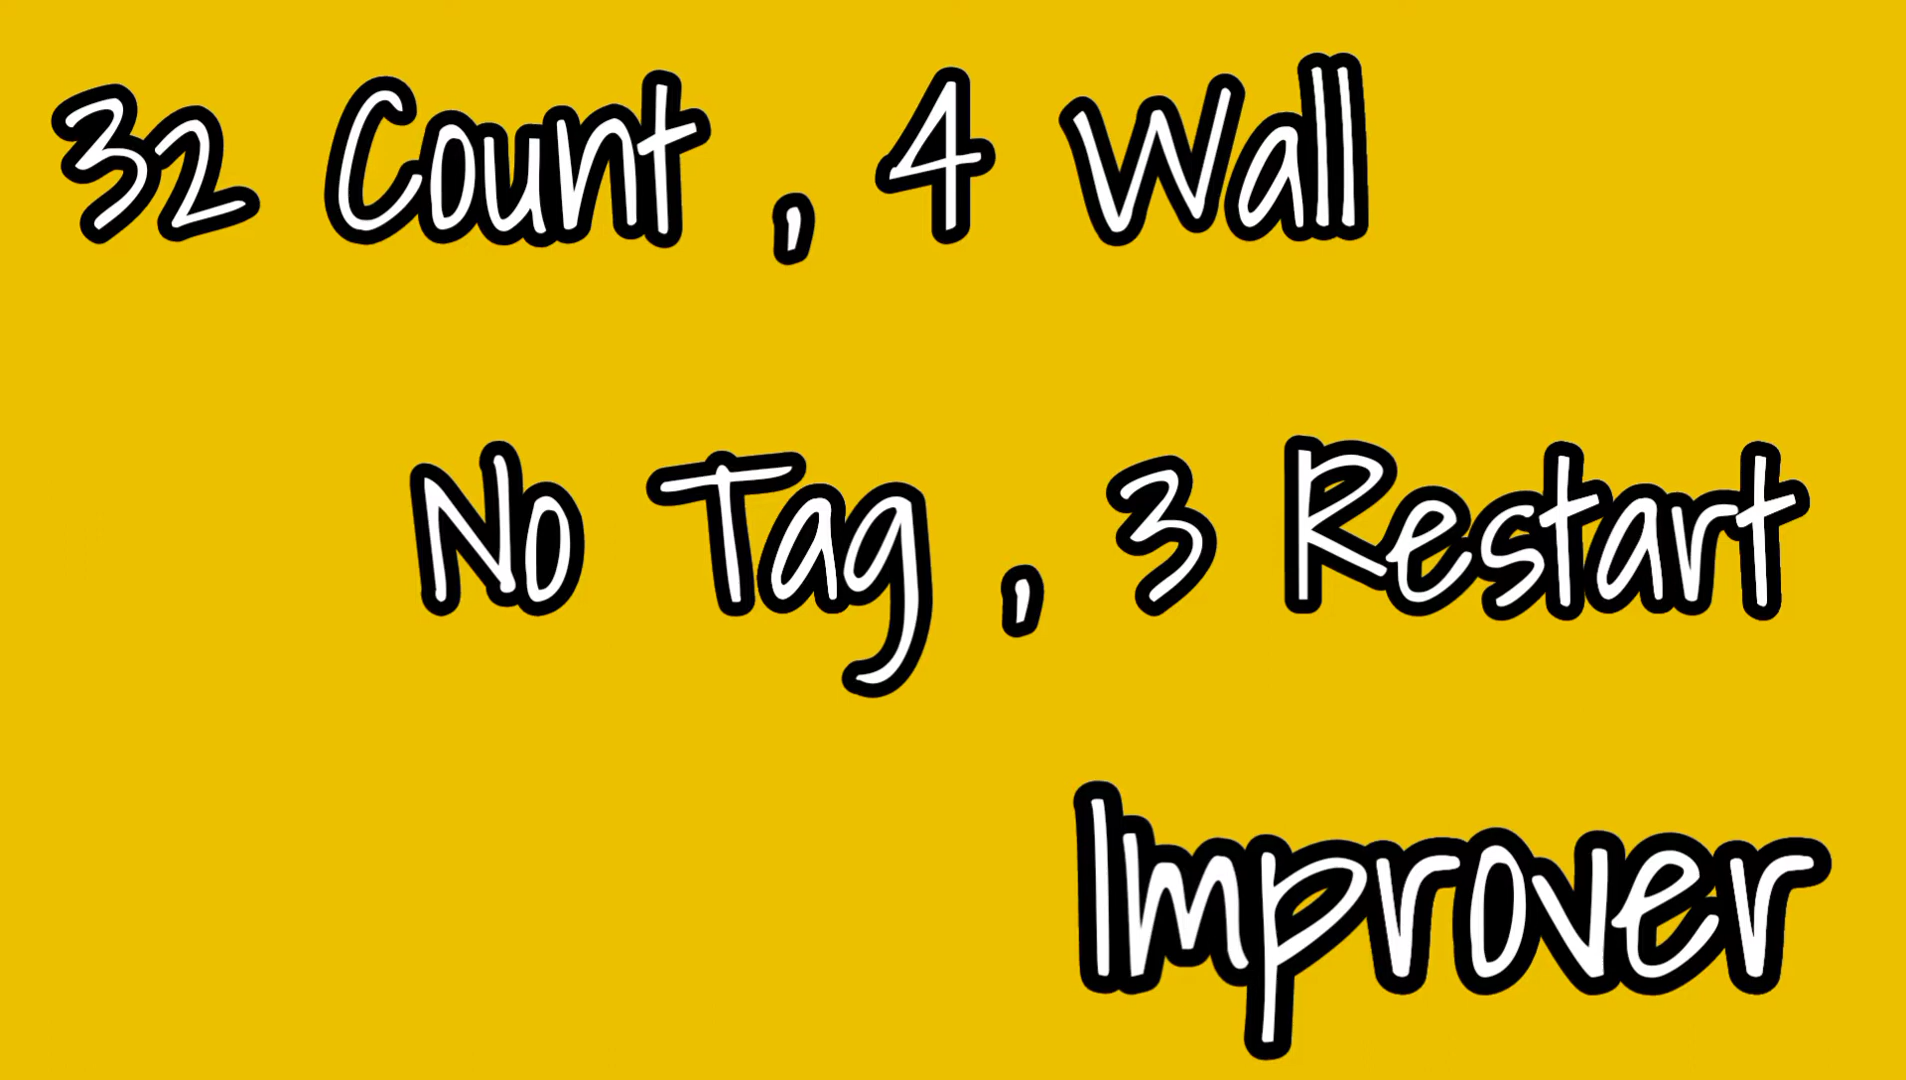 32 Count , 4 Wall
No Tag , 3 Restart
Improver